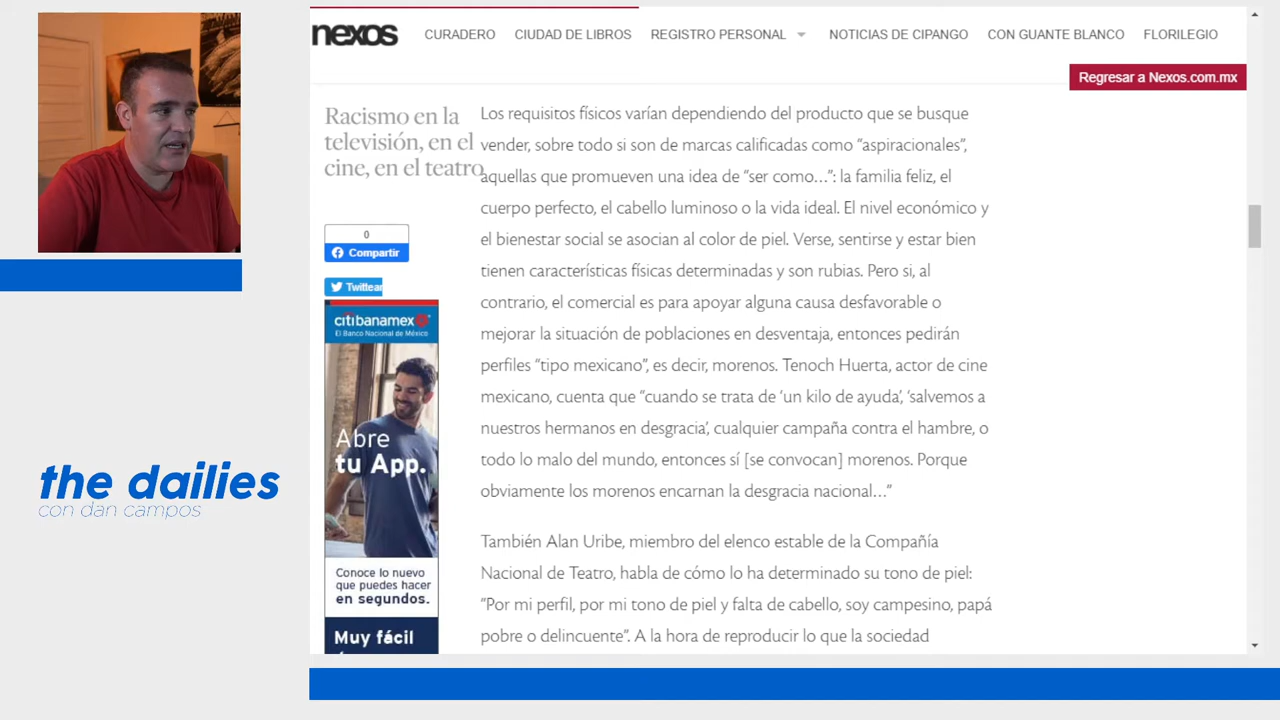 nexos
CURADERO
CIUDAD DE LIBROS
REGISTRO PERSONAL
NOTICIAS DE CIPANGO
CON GUANTE BLANCO
FLORILEGIO
Regresar a Nexos.com.mx
Racismo en la
televisión, en el
cine, en el teatro
0
Compartir
Twittear
citibanamex
El Banco Nacional de México
Abre
tu App.
Conoce lo nuevo
que puedes hacer
en segundos.
Muy fácil
Los requisitos físicos varían dependiendo del producto que se busque
vender, sobre todo si son de marcas calificadas como “aspiracionales”,
aquellas que promueven una idea de “ser como…”: la familia feliz, el
cuerpo perfecto, el cabello luminoso o la vida ideal. El nivel económico y
el bienestar social se asocian al color de piel. Verse, sentirse y estar bien
tienen características físicas determinadas y son rubias. Pero si, al
contrario, el comercial es para apoyar alguna causa desfavorable o
mejorar la situación de poblaciones en desventaja, entonces pedirán
perfiles “tipo mexicano”, es decir, morenos. Tenoch Huerta, actor de cine
mexicano, cuenta que “cuando se trata de ‘un kilo de ayuda’, ‘salvemos a
nuestros hermanos en desgracia’, cualquier campaña contra el hambre, o
todo lo malo del mundo, entonces sí [se convocan] morenos. Porque
obviamente los morenos encarnan la desgracia nacional…”
También Alan Uribe, miembro del elenco estable de la Compañía
Nacional de Teatro, habla de cómo lo ha determinado su tono de piel:
“Por mi perfil, por mi tono de piel y falta de cabello, soy campesino, papá
pobre o delincuente”. A la hora de reproducir lo que la sociedad
the dailies
con dan campos